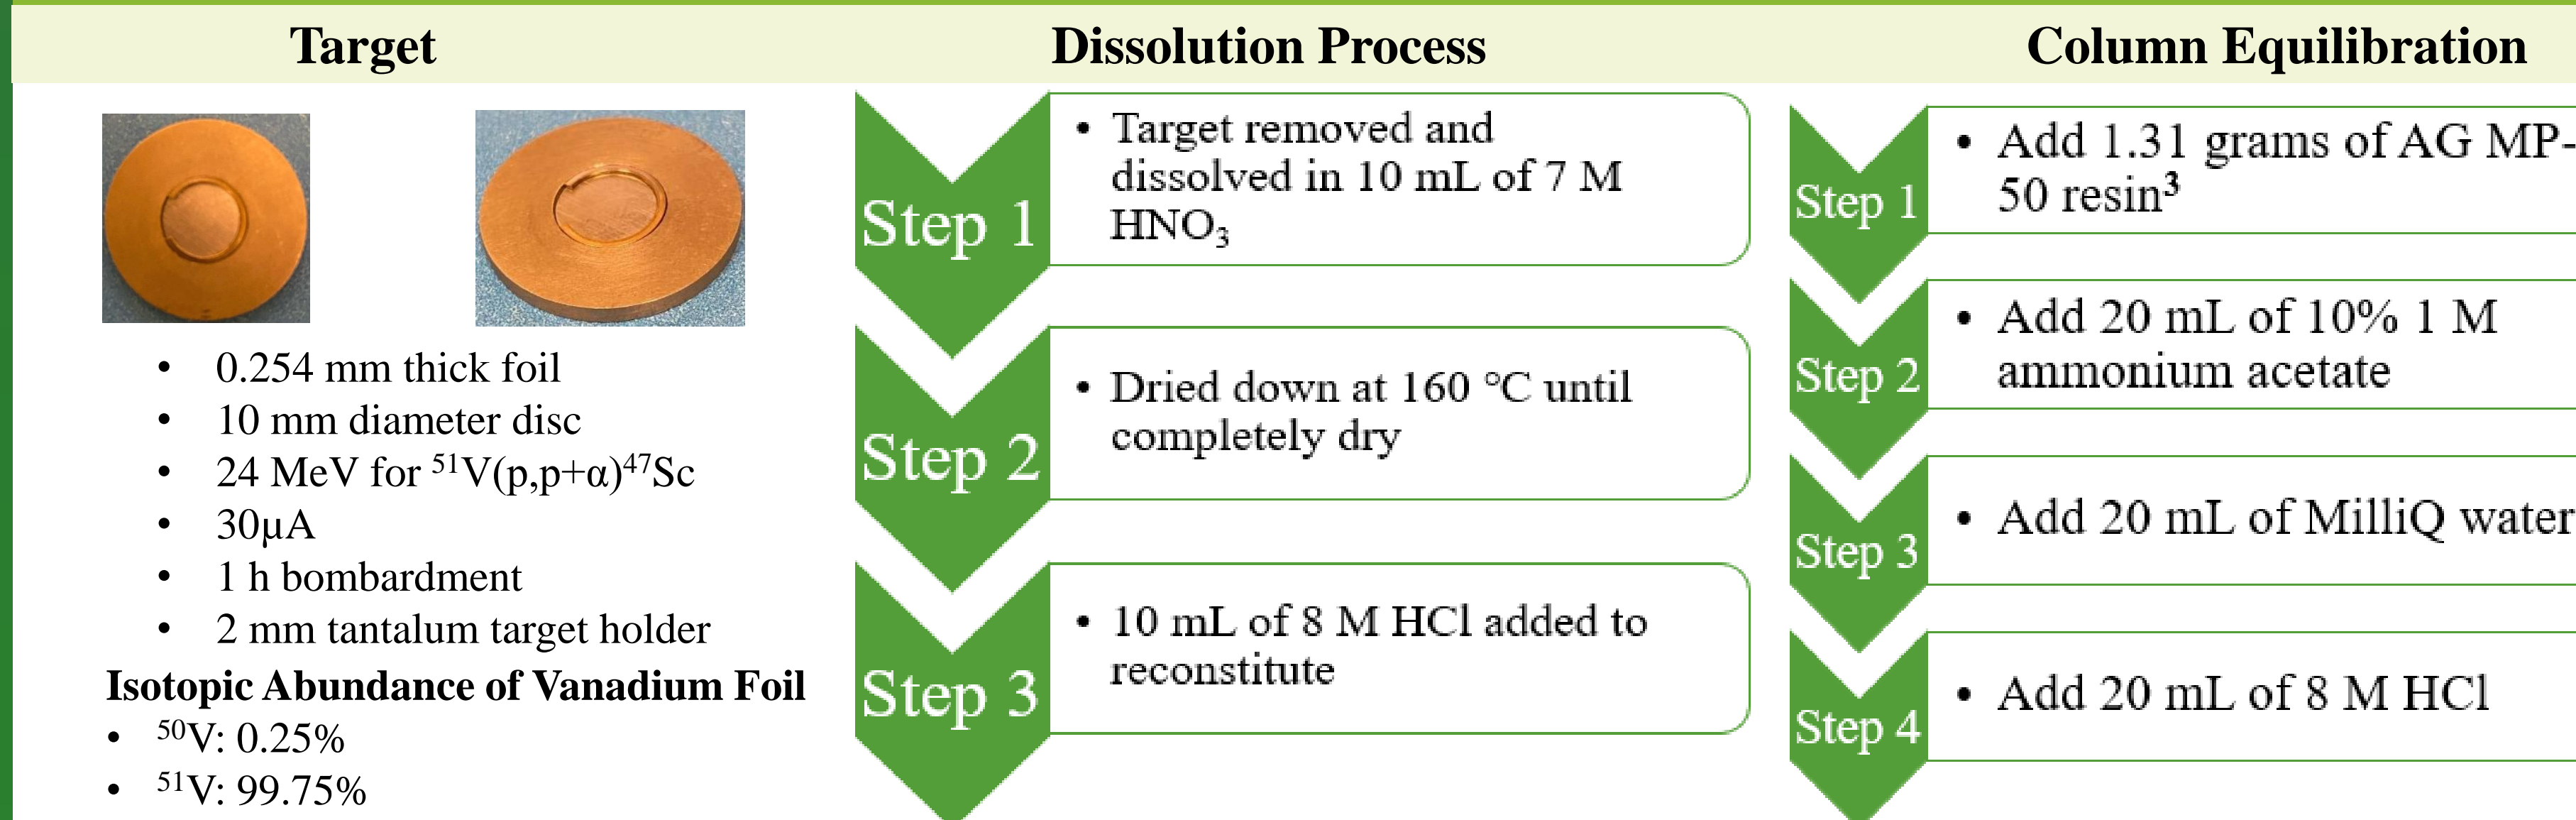 Target
• 0.254 mm thick foil
• 10 mm diameter disc
• 24 MeV for ⁵¹V(p,p+α)⁴⁷Sc
• 30µA
• 1 h bombardment
• 2 mm tantalum target holder
Isotopic Abundance of Vanadium Foil
• ⁵⁰V: 0.25%
• ⁵¹V: 99.75%
Dissolution Process
Step 1
• Target removed and
dissolved in 10 mL of 7 M
HNO₃
Step 2
• Dried down at 160 °C until
completely dry
Step 3
• 10 mL of 8 M HCl added to
reconstitute
Column Equilibration
Step 1
• Add 1.31 grams of AG MP-
50 resin³
Step 2
• Add 20 mL of 10% 1 M
ammonium acetate
Step 3
• Add 20 mL of MilliQ water
Step 4
• Add 20 mL of 8 M HCl